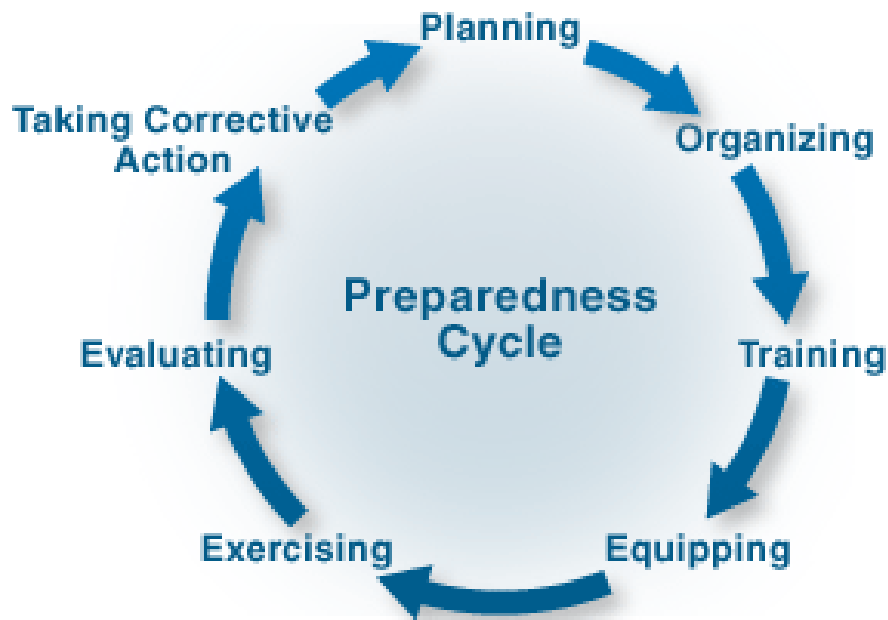 Planning
Organizing
Training
Equipping
Exercising
Evaluating
Taking Corrective
Action
Preparedness
Cycle